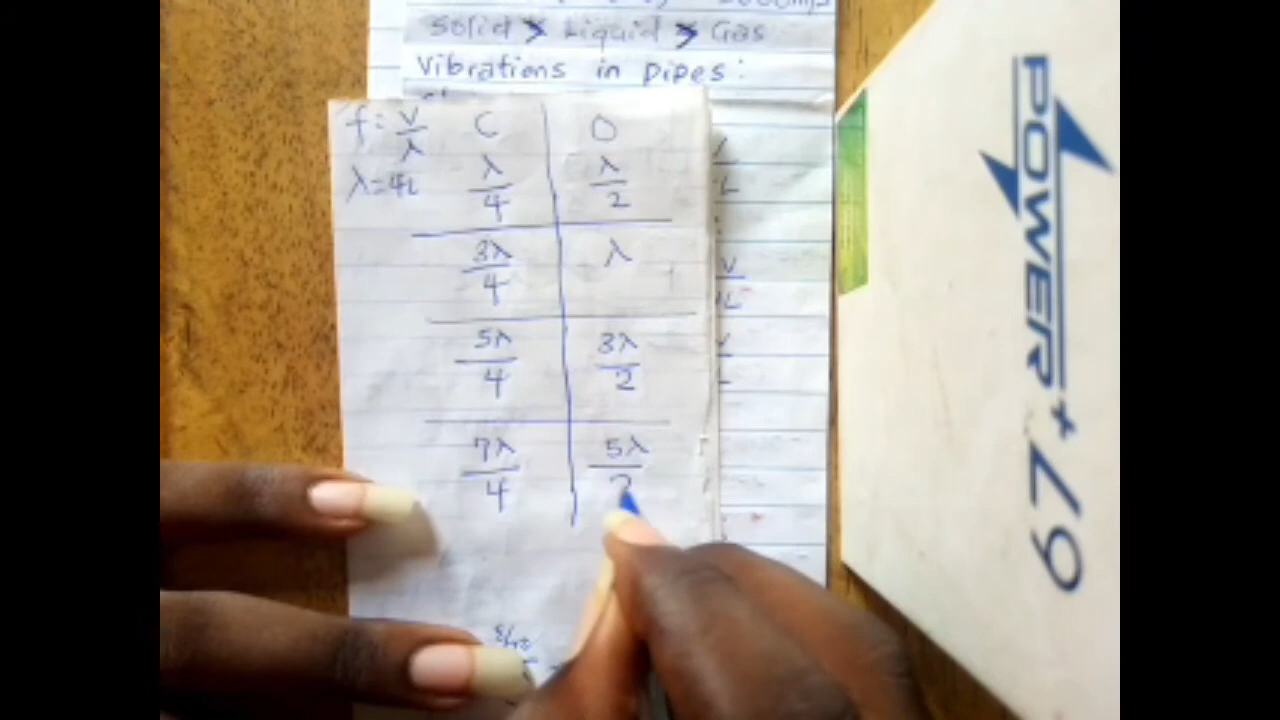 Solid > Liquid > Gas
Vibrations in pipes:
f = v/λ C O
λ = 4L λ/4 λ/2
3λ/4 λ
5λ/4 3λ/2
7λ/4 5λ/2
POWER+ L9